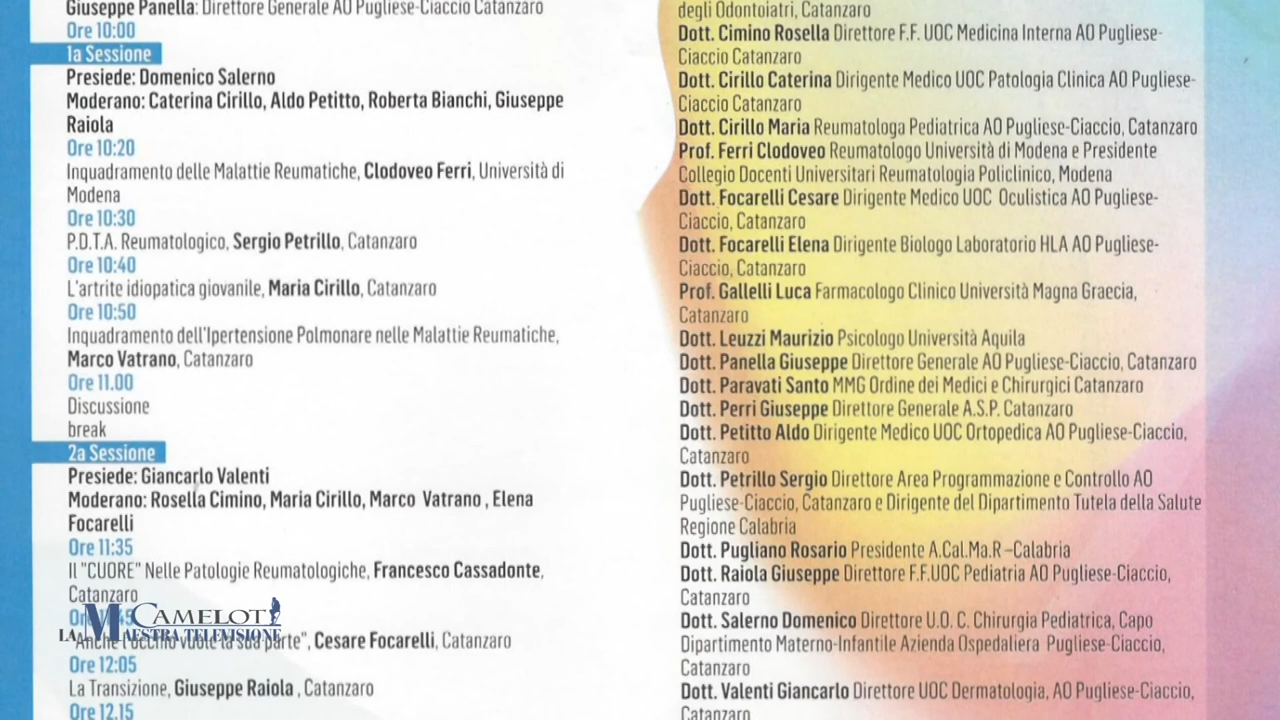 Giuseppe Panella: Direttore Generale AO Pugliese-Ciaccio Catanzaro
Ore 10:00
1a Sessione
Presiede: Domenico Salerno
Moderano: Caterina Cirillo, Aldo Petitto, Roberta Bianchi, Giuseppe
Raiola
Ore 10:20
Inquadramento delle Malattie Reumatiche, Clodoveo Ferri, Università di
Modena
Ore 10:30
P.D.T.A. Reumatologico, Sergio Petrillo, Catanzaro
Ore 10:40
L'artrite idiopatica giovanile, Maria Cirillo, Catanzaro
Ore 10:50
Inquadramento dell'Ipertensione Polmonare nelle Malattie Reumatiche,
Marco Vatrano, Catanzaro
Ore 11.00
Discussione
break
2a Sessione
Presiede: Giancarlo Valenti
Moderano: Rosella Cimino, Maria Cirillo, Marco Vatrano , Elena
Focarelli
Ore 11:35
Il "CUORE" Nelle Patologie Reumatologiche, Francesco Cassadonte,
Catanzaro
"Anche l'occhio vuole la sua parte", Cesare Focarelli, Catanzaro
Ore 12:05
La Transizione, Giuseppe Raiola , Catanzaro
Ore 12.15
CAMELOT
LA MAESTRA TELEVISIONE
degli Odontoiatri, Catanzaro
Dott. Cimino Rosella Direttore F.F. UOC Medicina Interna AO Pugliese-
Ciaccio Catanzaro
Dott. Cirillo Caterina Dirigente Medico UOC Patologia Clinica AO Pugliese-
Ciaccio Catanzaro
Dott. Cirillo Maria Reumatologa Pediatrica AO Pugliese-Ciaccio, Catanzaro
Prof. Ferri Clodoveo Reumatologo Università di Modena e Presidente
Collegio Docenti Universitari Reumatologia Policlinico, Modena
Dott. Focarelli Cesare Dirigente Medico UOC Oculistica AO Pugliese-
Ciaccio, Catanzaro
Dott. Focarelli Elena Dirigente Biologo Laboratorio HLA AO Pugliese-
Ciaccio, Catanzaro
Prof. Gallelli Luca Farmacologo Clinico Università Magna Graecia,
Catanzaro
Dott. Leuzzi Maurizio Psicologo Università Aquila
Dott. Panella Giuseppe Direttore Generale AO Pugliese-Ciaccio, Catanzaro
Dott. Paravati Santo MMG Ordine dei Medici e Chirurgici Catanzaro
Dott. Perri Giuseppe Direttore Generale A.S.P. Catanzaro
Dott. Petitto Aldo Dirigente Medico UOC Ortopedica AO Pugliese-Ciaccio,
Catanzaro
Dott. Petrillo Sergio Direttore Area Programmazione e Controllo AO
Pugliese-Ciaccio, Catanzaro e Dirigente del Dipartimento Tutela della Salute
Regione Calabria
Dott. Pugliano Rosario Presidente A.Cal.Ma.R –Calabria
Dott. Raiola Giuseppe Direttore F.F.UOC Pediatria AO Pugliese-Ciaccio,
Catanzaro
Dott. Salerno Domenico Direttore U.O. C. Chirurgia Pediatrica, Capo
Dipartimento Materno-Infantile Azienda Ospedaliera Pugliese-Ciaccio,
Catanzaro
Dott. Valenti Giancarlo Direttore UOC Dermatologia, AO Pugliese-Ciaccio,
Catanzaro